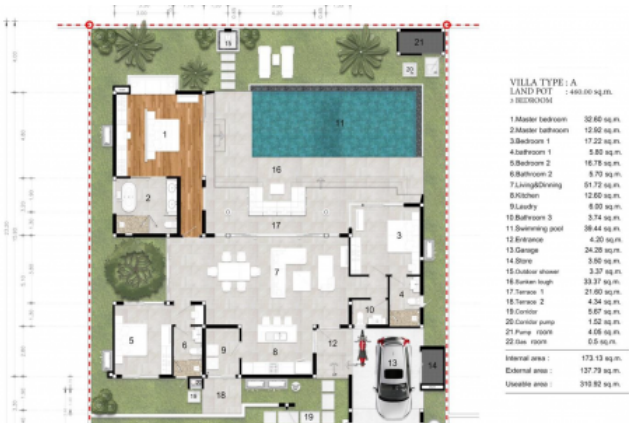 VILLA TYPE : A
LAND POT : 460.00 sq.m.
3 BEDROOM
1.Master bedroom 32.60 sq.m.
2.Master bathroom 12.92 sq.m.
3.Bedroom 1 17.22 sq.m.
4.bathroom 1 5.80 sq.m.
5.Bedroom 2 16.78 sq.m.
6.Bathroom 2 5.70 sq.m.
7.Living&Dinning 51.72 sq.m.
8.Kitchen 12.60 sq.m.
9.Laudry 8.00 sq.m.
10.Bathroom 3 3.74 sq.m.
11.Swimming pool 39.44 sq.m.
12.Entrance 4.20 sq.m.
13.Garage 24.28 sq.m.
14.Store 3.50 sq.m.
15.Outdoor shower 3.37 sq.m.
16.Sunken lough 33.37 sq.m.
17.Terrace 1 21.60 sq.m.
18.Terrace 2 4.34 sq.m.
19.Corridor 5.67 sq.m.
20.Corridor pump 1.52 sq.m.
21.Pump room 4.06 sq.m.
22.Gas room 0.5 sq.m.
Internal area : 173.13 sq.m.
External area : 137.79 sq.m.
Useable area : 310.92 sq.m.
15
21
20
1
11
2
16
17
3
7
4
10
5
6
9
8
12
13
14
18
19